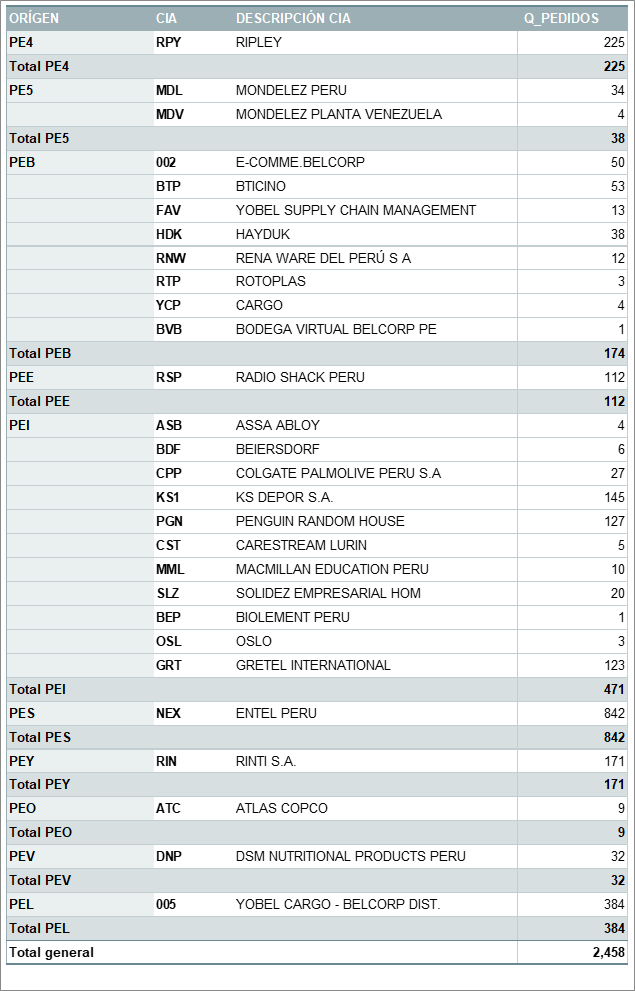 ORÍGEN CIA DESCRIPCIÓN CIA Q_PEDIDOS
PE4 RPY RIPLEY 225
Total PE4 225
PE5 MDL MONDELEZ PERU 34
MDV MONDELEZ PLANTA VENEZUELA 4
Total PE5 38
PEB 002 E-COMME.BELCORP 50
BTP BTICINO 53
FAV YOBEL SUPPLY CHAIN MANAGEMENT 13
HDK HAYDUK 38
RNW RENA WARE DEL PERÚ S A 12
RTP ROTOPLAS 3
YCP CARGO 4
BVB BODEGA VIRTUAL BELCORP PE 1
Total PEB 174
PEE RSP RADIO SHACK PERU 112
Total PEE 112
PEI ASB ASSA ABLOY 4
BDF BEIERSDORF 6
CPP COLGATE PALMOLIVE PERU S.A 27
KS1 KS DEPOR S.A. 145
PGN PENGUIN RANDOM HOUSE 127
CST CARESTREAM LURIN 5
MML MACMILLAN EDUCATION PERU 10
SLZ SOLIDEZ EMPRESARIAL HOM 20
BEP BIOLEMENT PERU 1
OSL OSLO 3
GRT GRETEL INTERNATIONAL 123
Total PEI 471
PES NEX ENTEL PERU 842
Total PES 842
PEY RIN RINTI S.A. 171
Total PEY 171
PEO ATC ATLAS COPCO 9
Total PEO 9
PEV DNP DSM NUTRITIONAL PRODUCTS PERU 32
Total PEV 32
PEL 005 YOBEL CARGO - BELCORP DIST. 384
Total PEL 384
Total general 2,458